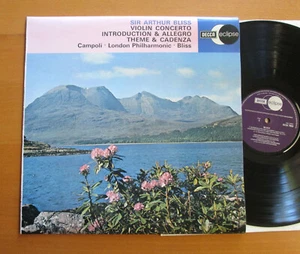 SIR ARTHUR BLISS
VIOLIN CONCERTO
INTRODUCTION & ALLEGRO
THEME & CADENZA
Campoli · London Philharmonic · Bliss
DECCA eclipse